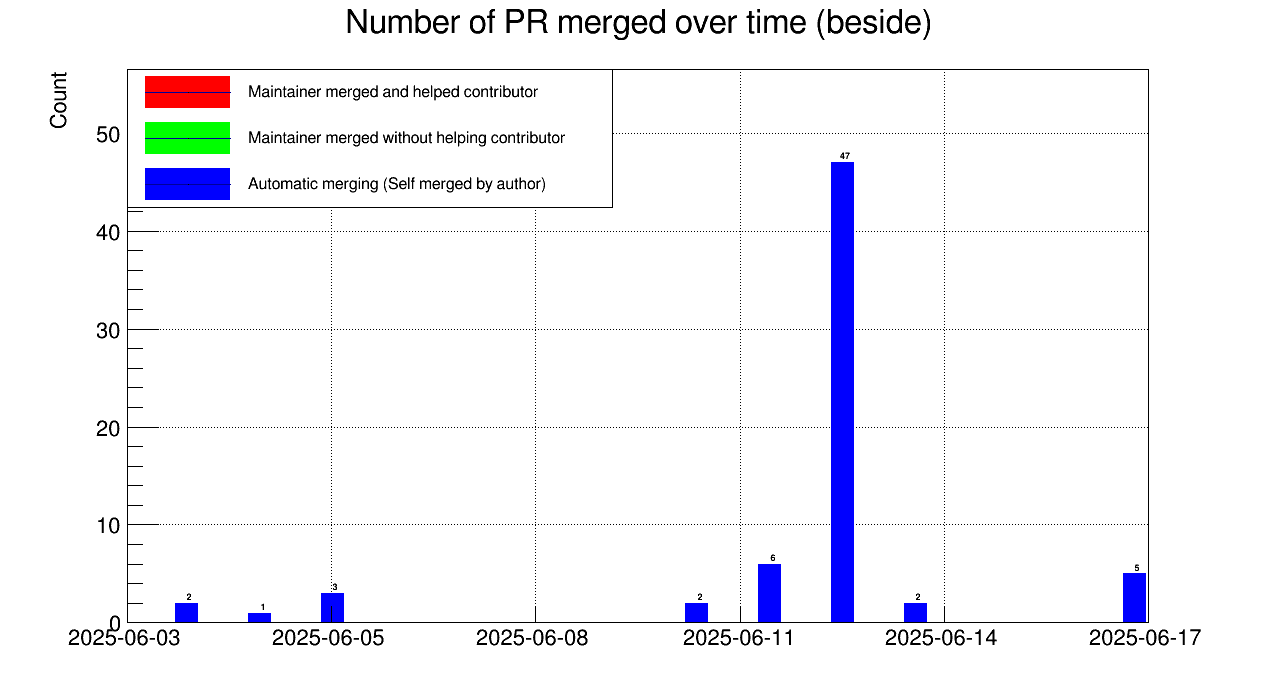 Number of PR merged over time (beside)
Count
Maintainer merged and helped contributor
Maintainer merged without helping contributor
Automatic merging (Self merged by author)
50
40
30
20
10
0
47
6
5
3
2
2
2
1
2025-06-03 2025-06-05 2025-06-08 2025-06-11 2025-06-14 2025-06-17